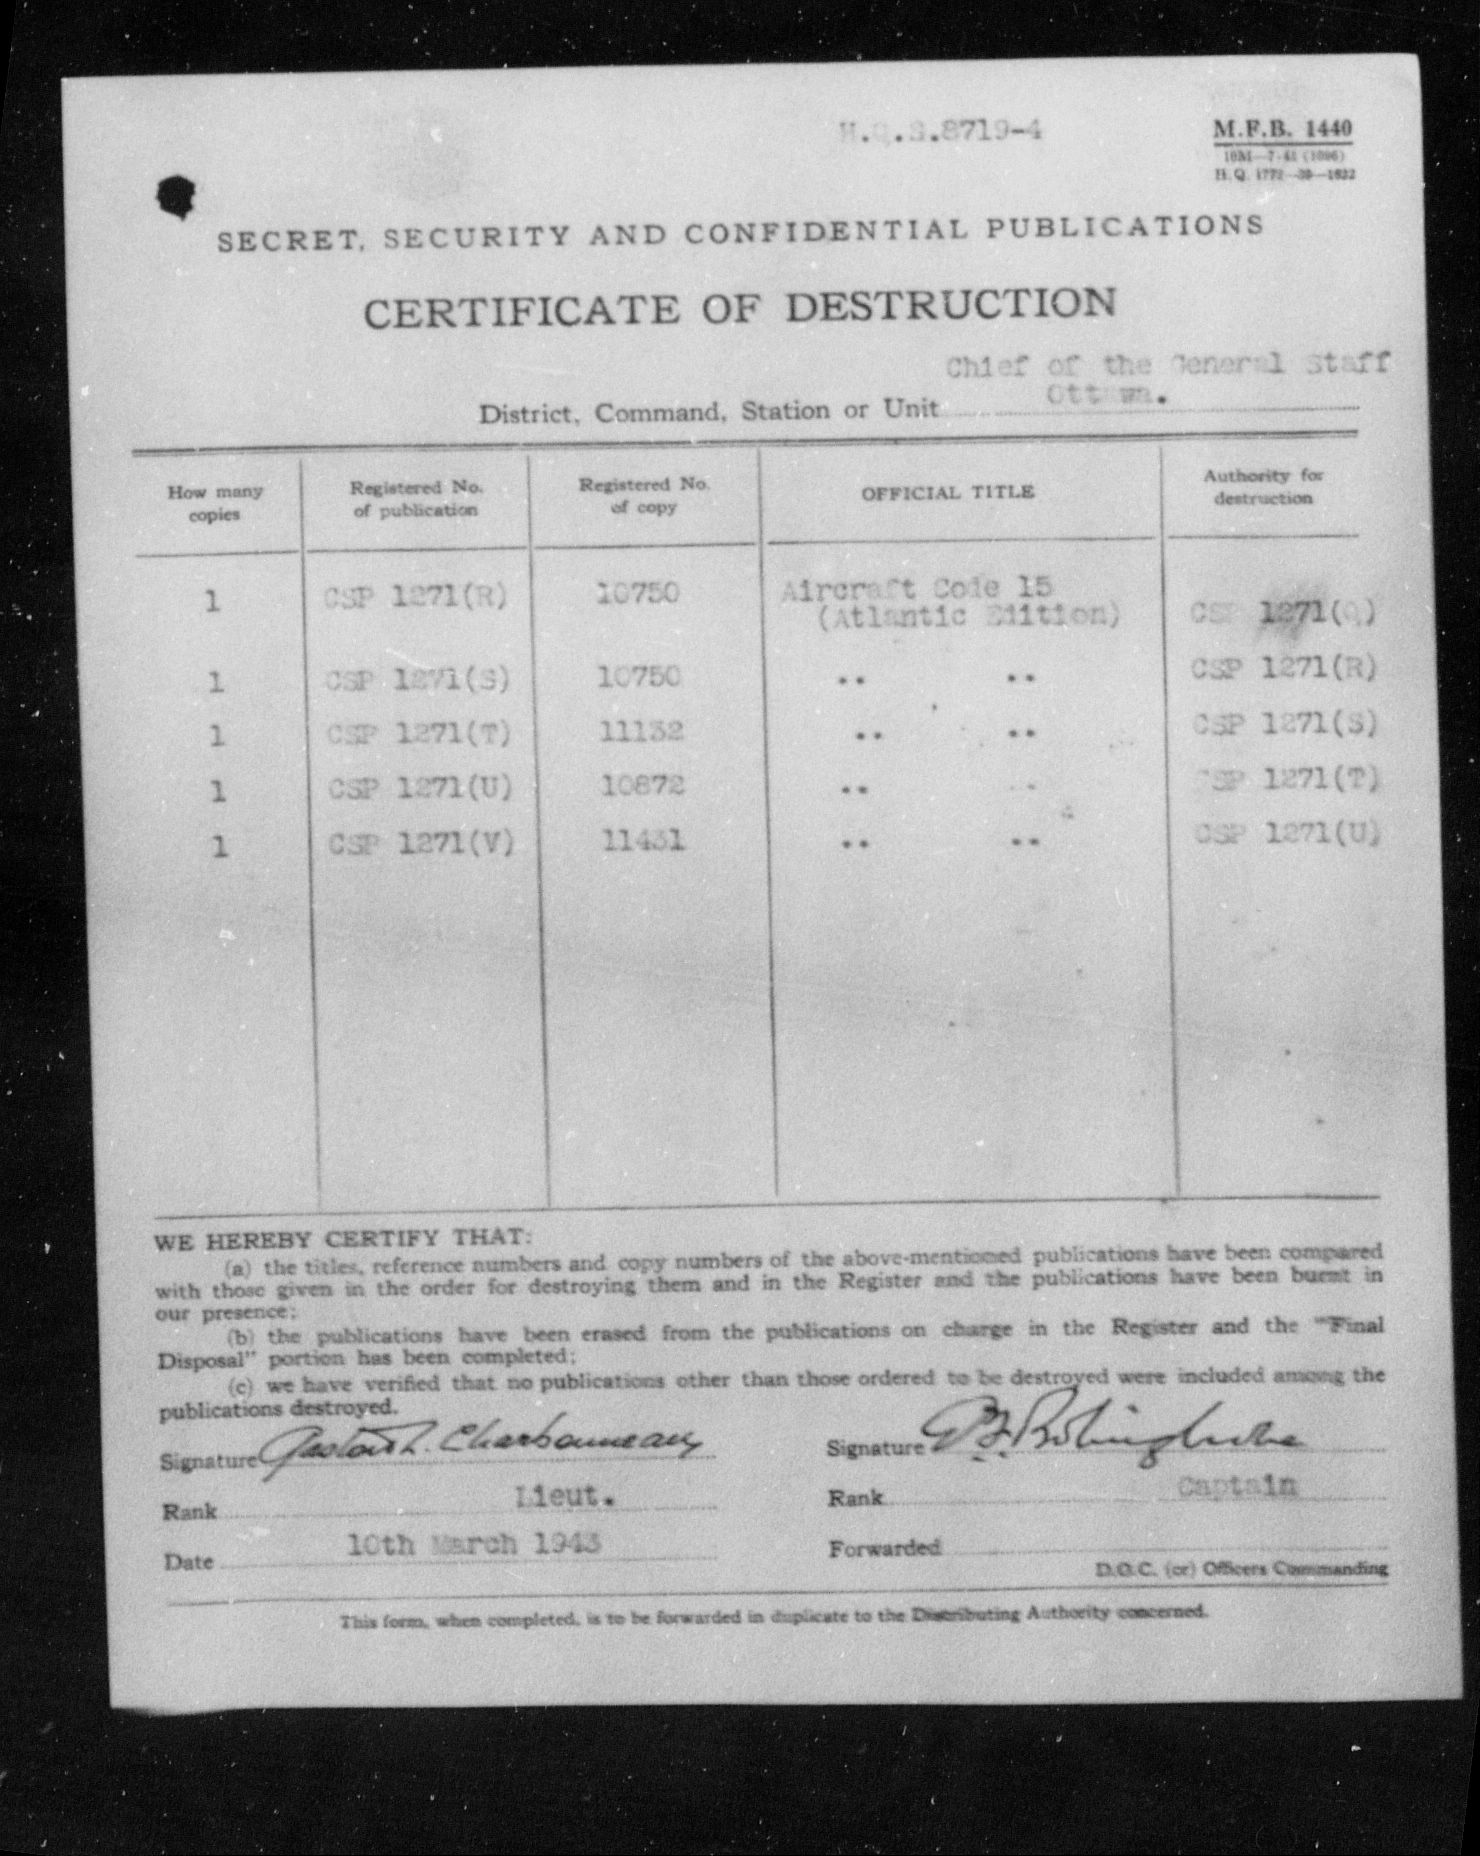 H.Q.S.8719-4
M.F.B. 1440
H.Q. 1772-39-1632
SECRET, SECURITY AND CONFIDENTIAL PUBLICATIONS
CERTIFICATE OF DESTRUCTION
Chief of the General Staff
District, Command, Station or Unit Ottawa.
How many copies
Registered No. of publication
Registered No. of copy
OFFICIAL TITLE
Authority for destruction
1 CSP 1271(R) 10750 Aircraft Code 15
(Atlantic Edition) CSP 1271(Q)
1 CSP 1271(S) 10750 .. .. CSP 1271(R)
1 CSP 1271(T) 11132 .. .. CSP 1271(S)
1 CSP 1271(U) 10872 .. .. CSP 1271(T)
1 CSP 1271(V) 11431 .. .. CSP 1271(U)
WE HEREBY CERTIFY THAT:
(a) the titles, reference numbers and copy numbers of the above-mentioned publications have been compared
with those given in the order for destroying them and in the Register and the publications have been burnt in
our presence;
(b) the publications have been erased from the publications on charge in the Register and the "Final
Disposal" portion has been completed;
(c) we have verified that no publications other than those ordered to be destroyed were included among the
publications destroyed.
Signature Charbonneau Signature
Rank Lieut. Rank Captain
Date 10th March 1943 Forwarded
D.O.C. (or) Officers Commanding
This form, when completed, is to be forwarded in duplicate to the Distributing Authority concerned.